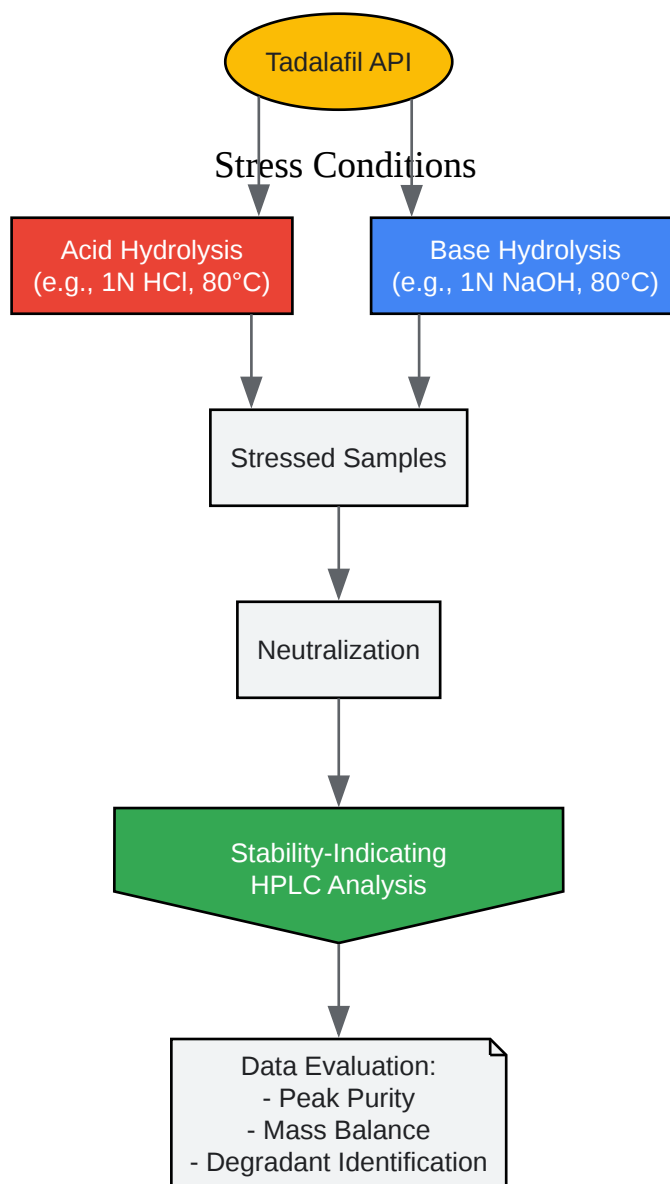 Tadalafil API
Stress Conditions
Acid Hydrolysis
(e.g., 1N HCl, 80°C)
Base Hydrolysis
(e.g., 1N NaOH, 80°C)
Stressed Samples
Neutralization
Stability-Indicating
HPLC Analysis
Data Evaluation:
- Peak Purity
- Mass Balance
- Degradant Identification